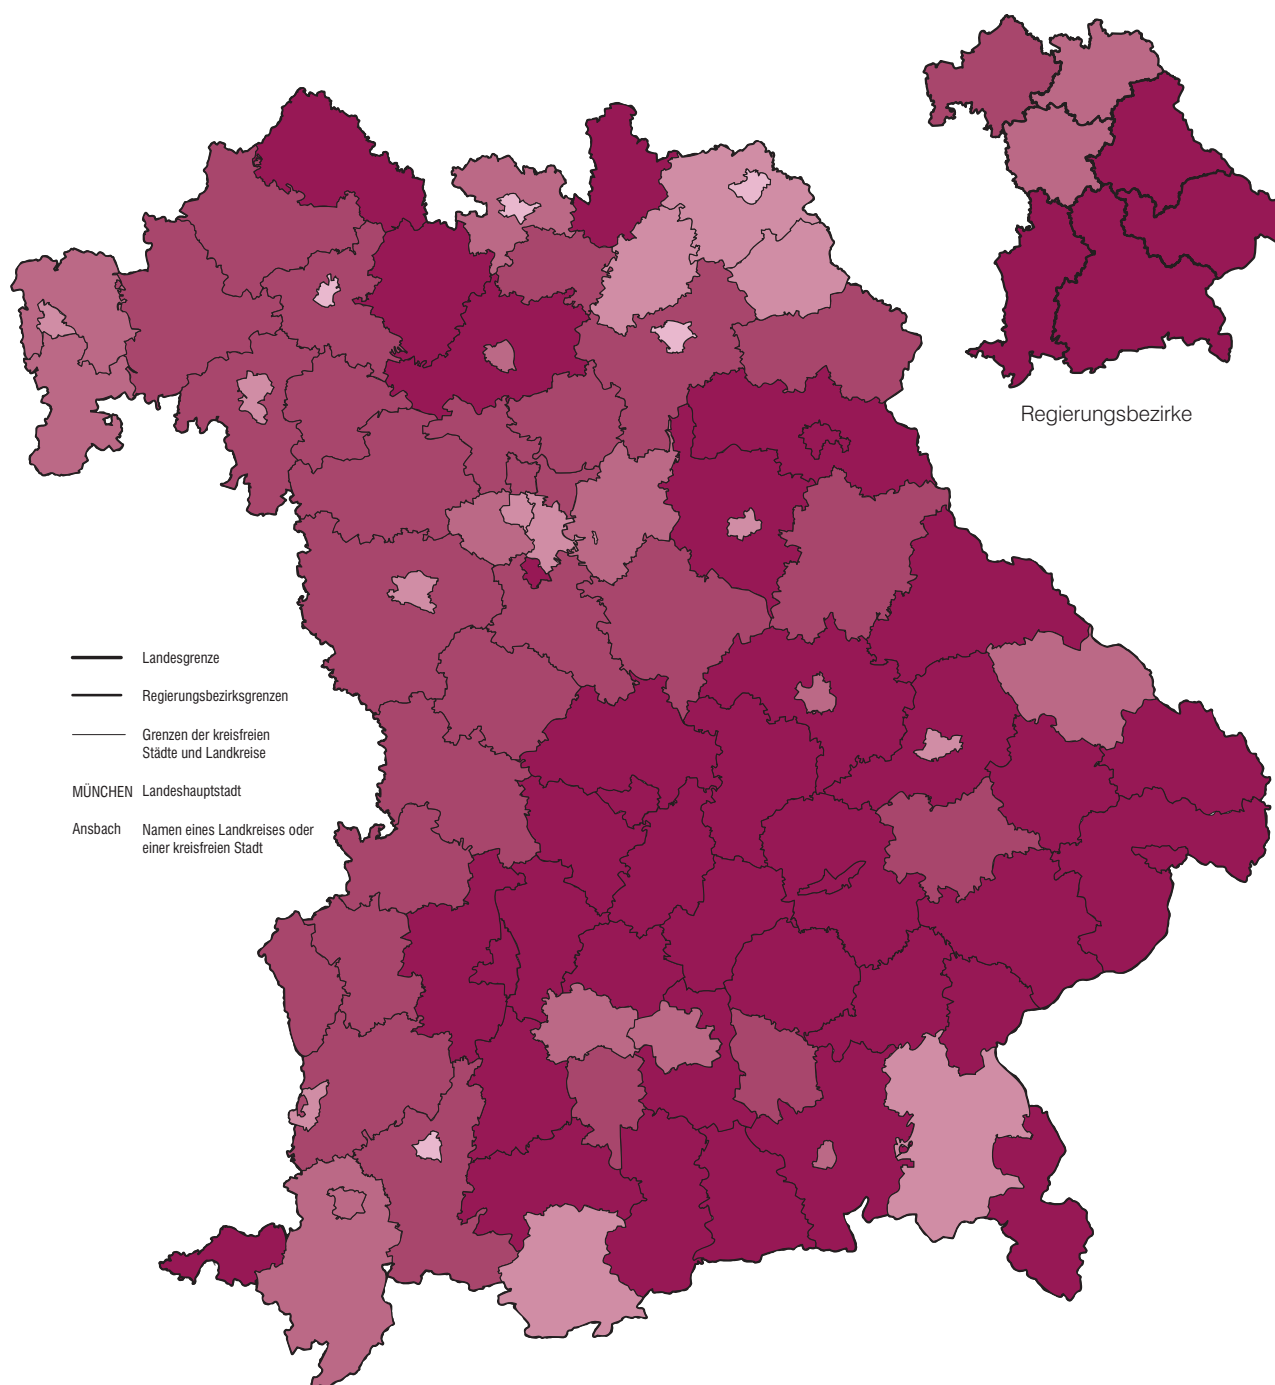 Regierungsbezirke
Landesgrenze
Regierungsbezirksgrenzen
Grenzen der kreisfreien
Städte und Landkreise
MÜNCHEN Landeshauptstadt
Ansbach Namen eines Landkreises oder
einer kreisfreien Stadt